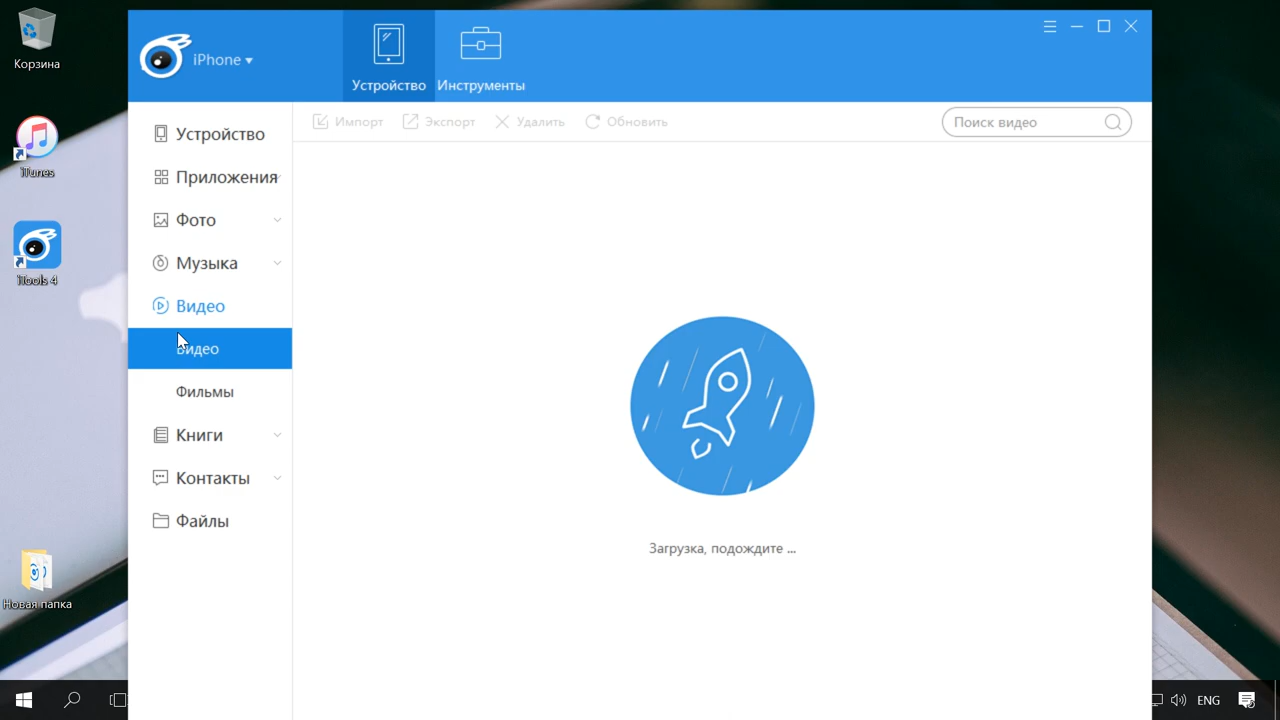 Корзина
iTunes
iTools 4
Новая папка
iPhone
Устройство
Инструменты
Импорт
Экспорт
Удалить
Обновить
Поиск видео
Устройство
Приложения
Фото
Музыка
Видео
Видео
Фильмы
Книги
Контакты
Файлы
Загрузка, подождите ...
ENG